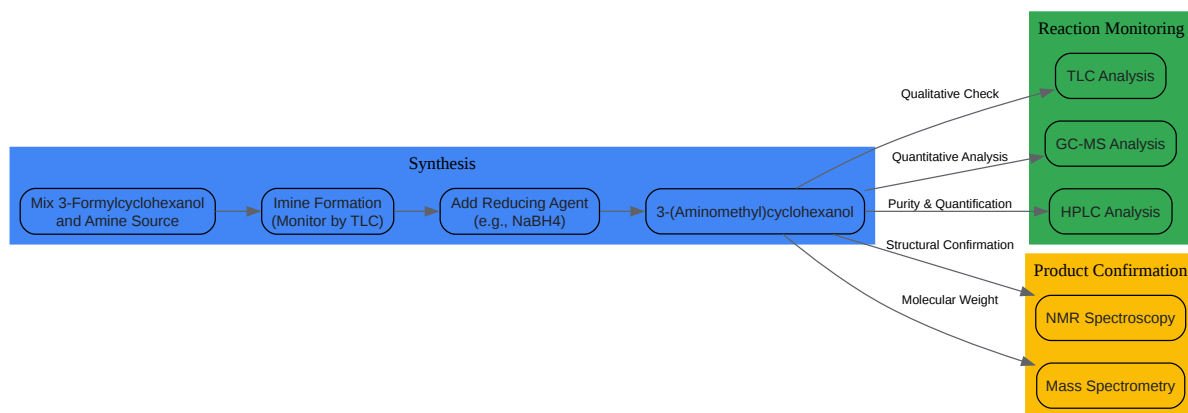 Synthesis
Mix 3-Formylcyclohexanol
and Amine Source
Imine Formation
(Monitor by TLC)
Add Reducing Agent
(e.g., NaBH4)
3-(Aminomethyl)cyclohexanol
Qualitative Check
Quantitative Analysis
Purity & Quantification
Structural Confirmation
Molecular Weight
Reaction Monitoring
TLC Analysis
GC-MS Analysis
HPLC Analysis
Product Confirmation
NMR Spectroscopy
Mass Spectrometry